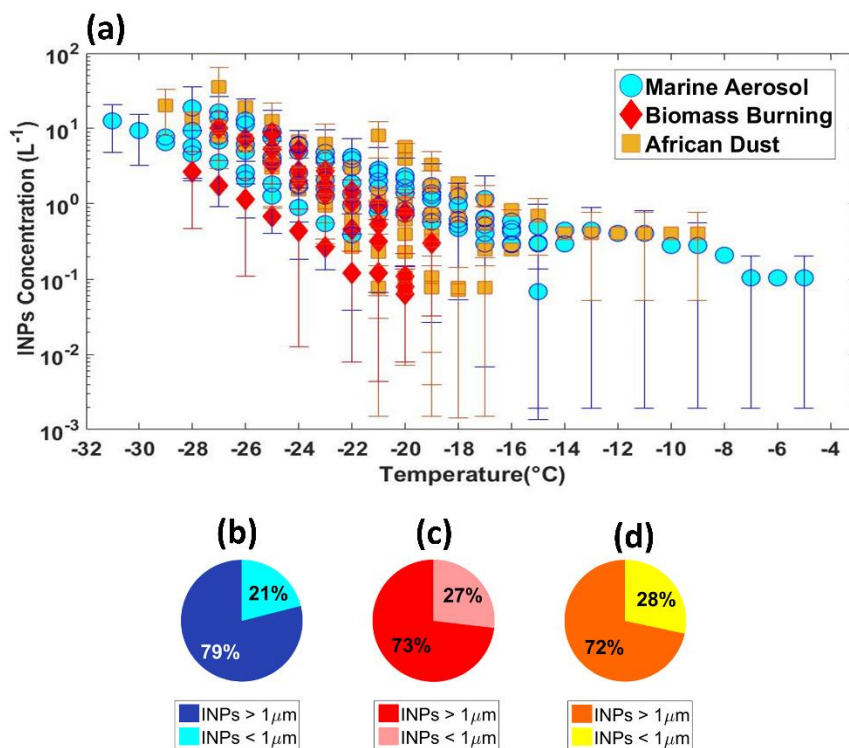 (a)
INPs Concentration (L⁻¹)
10²
10¹
10⁰
10⁻¹
10⁻²
10⁻³
Marine Aerosol
Biomass Burning
African Dust
-32 -30 -28 -26 -24 -22 -20 -18 -16 -14 -12 -10 -8 -6 -4
Temperature(°C)
(b) (c) (d)
21% 27% 28%
79% 73% 72%
INPs > 1μm INPs > 1μm INPs > 1μm
INPs < 1μm INPs < 1μm INPs < 1μm